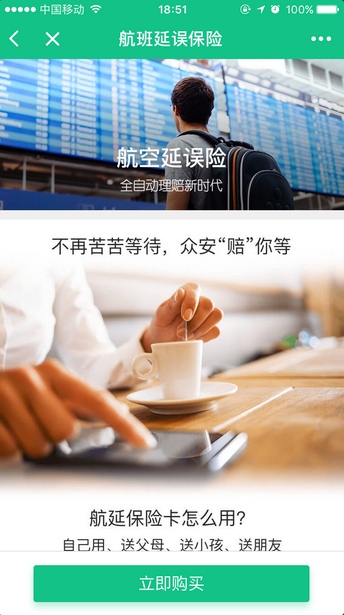 中国移动 18:51 100%
航班延误保险
航空延误险
全自动理赔新时代
不再苦苦等待，众安“赔”你等
航延保险卡怎么用?
自己用、送父母、送小孩、送朋友
立即购买